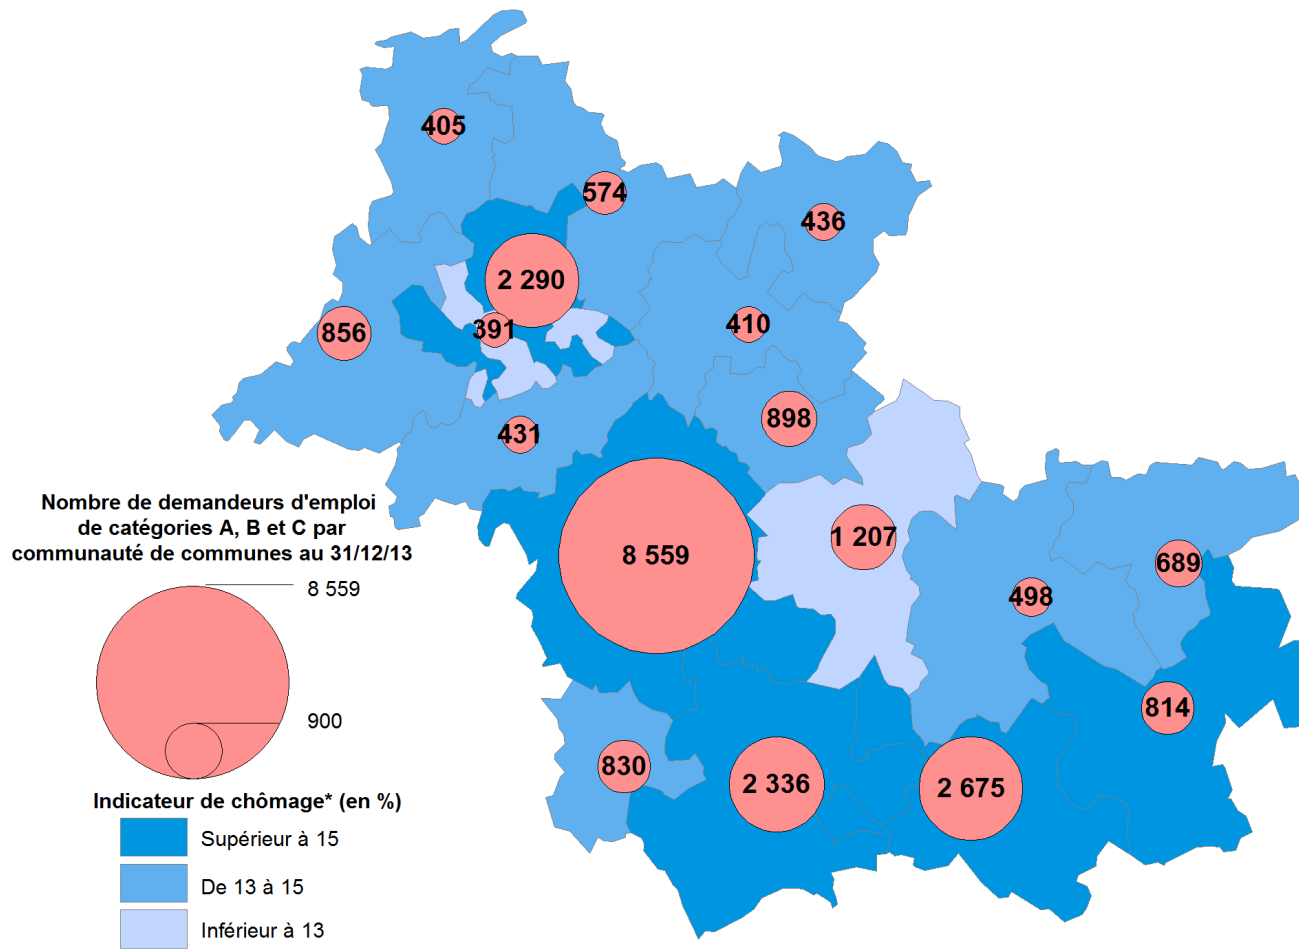 405
574
436
2 290
391
410
856
898
431
Nombre de demandeurs d'emploi
de catégories A, B et C par
communauté de communes au 31/12/13
8 559
900
8 559
1 207
689
498
814
830
2 336
2 675
Indicateur de chômage* (en %)
Supérieur à 15
De 13 à 15
Inférieur à 13